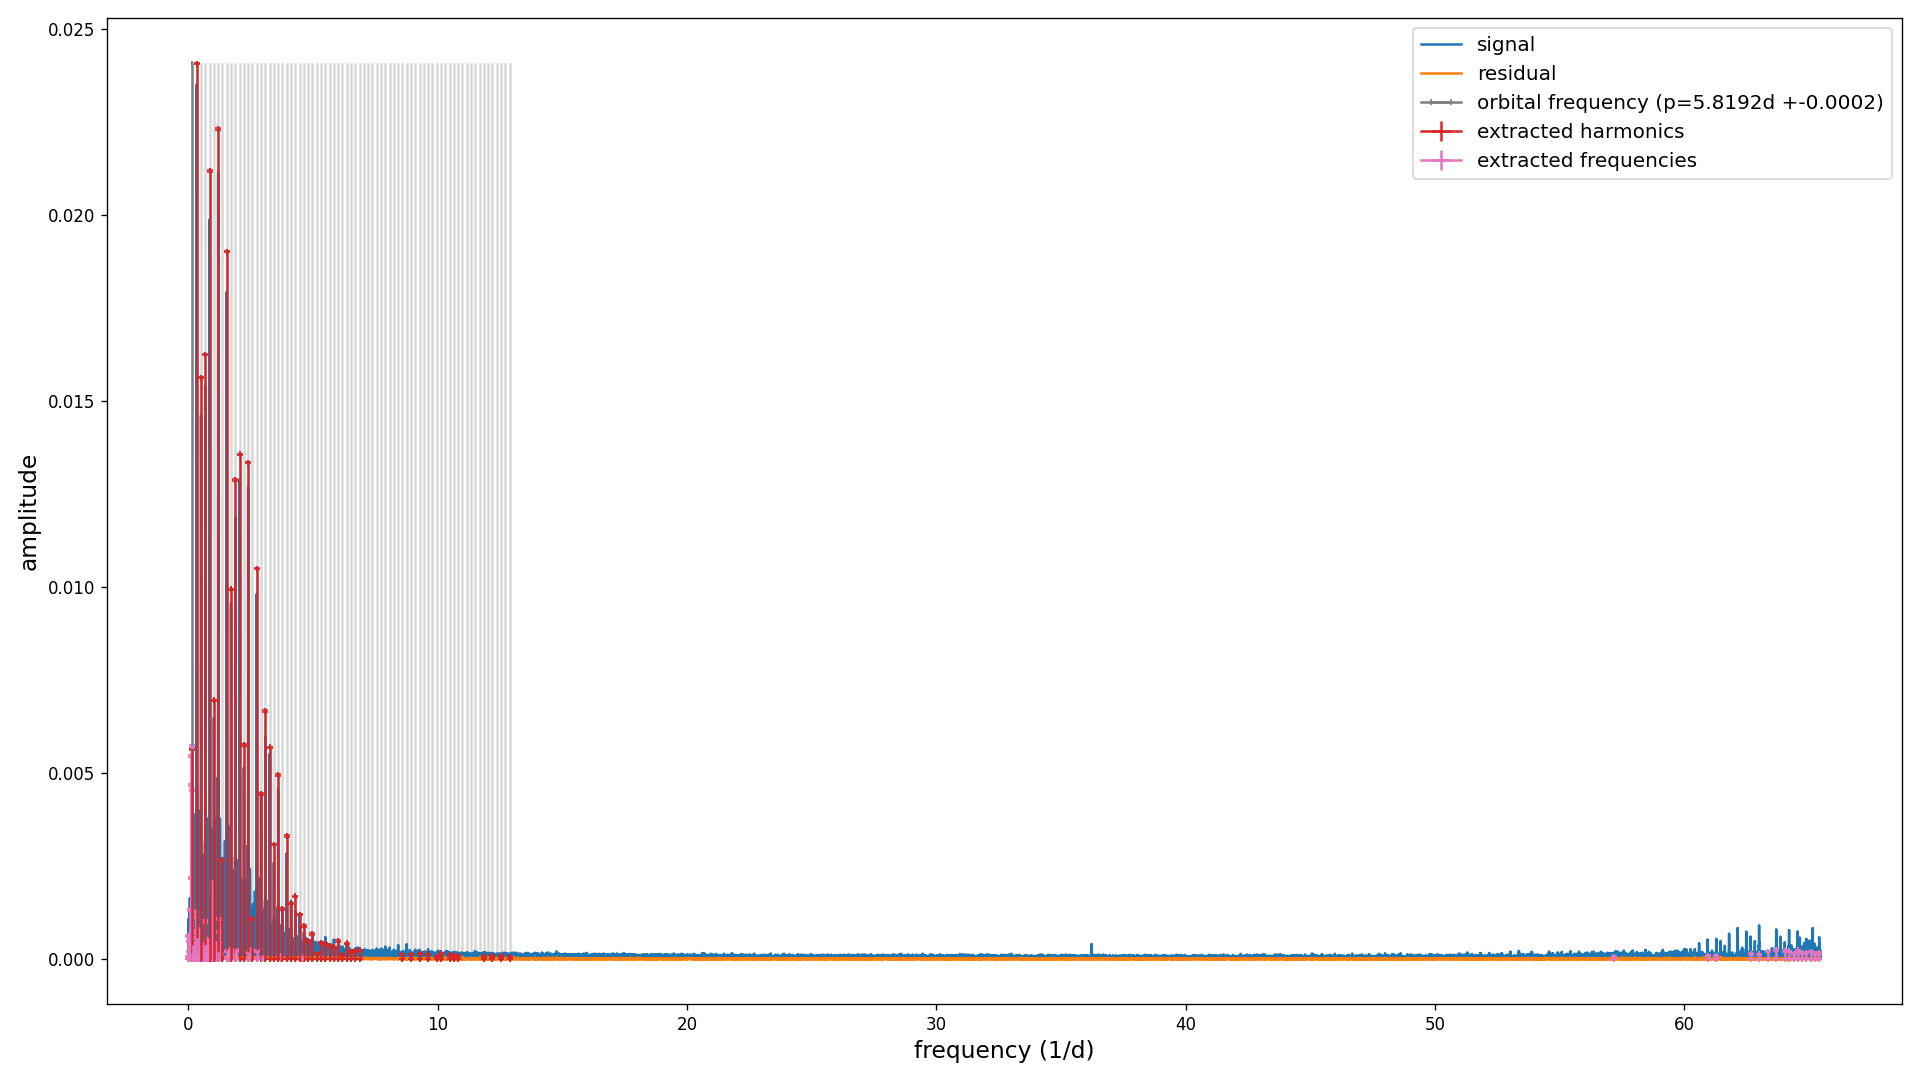 0.025
0.020
0.015
0.010
0.005
0.000
amplitude
0
10
20
30
40
50
60
frequency (1/d)
signal
residual
orbital frequency (p=5.8192d +-0.0002)
extracted harmonics
extracted frequencies